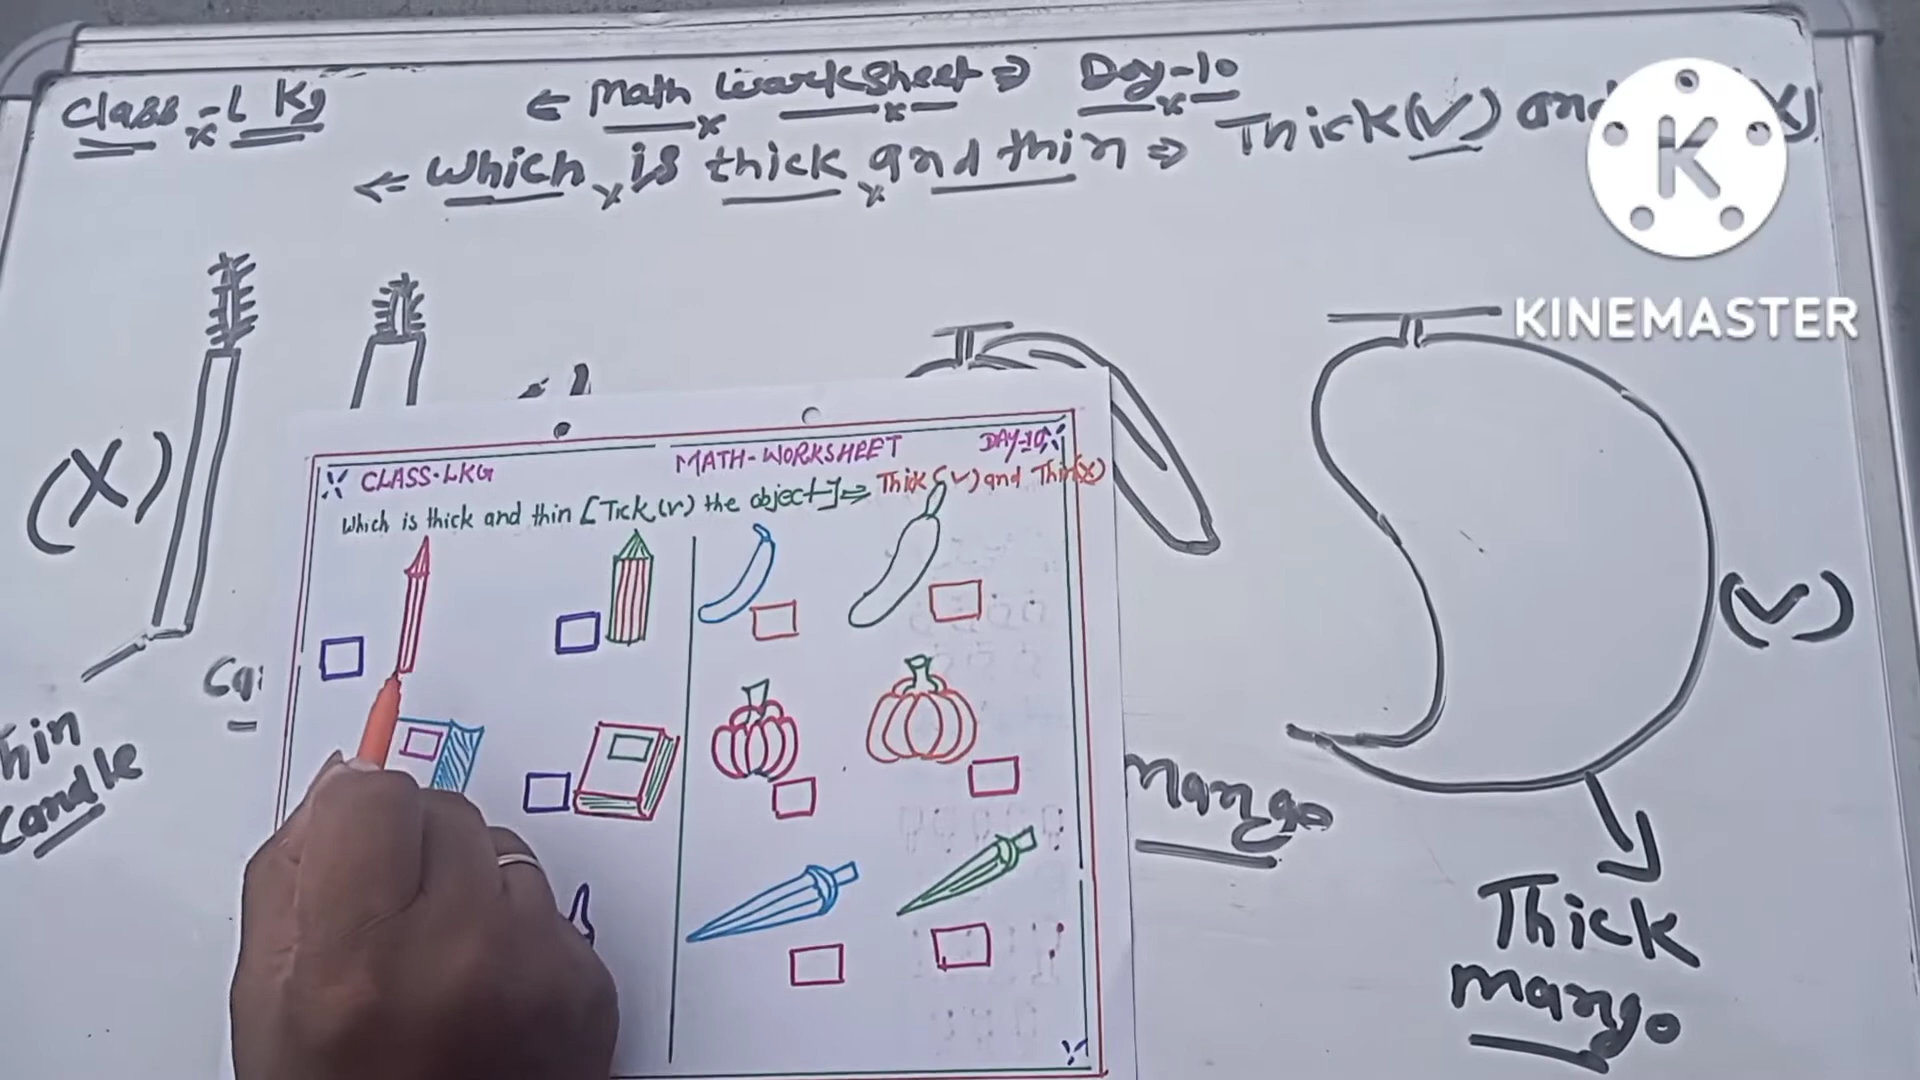 Class-L Kg
← Math Worksheet ⇒ Day-10
← Which is thick and thin ⇒ Thick(✓) and
KINEMASTER
(X)
CLASS-LKG
MATH-WORKSHEET
DAY-10
Which is thick and thin [Tick(✓) the object] ⇒ Thick(✓) and Thin(x)
(✓)
candle
mango
Thick
mango